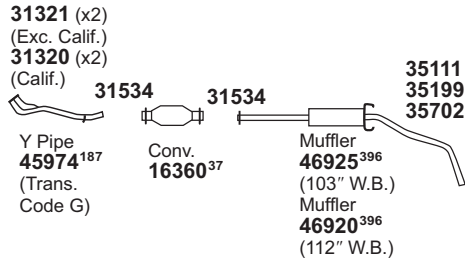 31321 (x2)
(Exc. Calif.)
31320 (x2)
(Calif.)
31534
31534
35111
35199
35702
Y Pipe
45974¹⁸⁷
(Trans.
Code G)
Conv.
16360³⁷
Muffler
46925³⁹⁶
(103″ W.B.)
Muffler
46920³⁹⁶
(112″ W.B.)